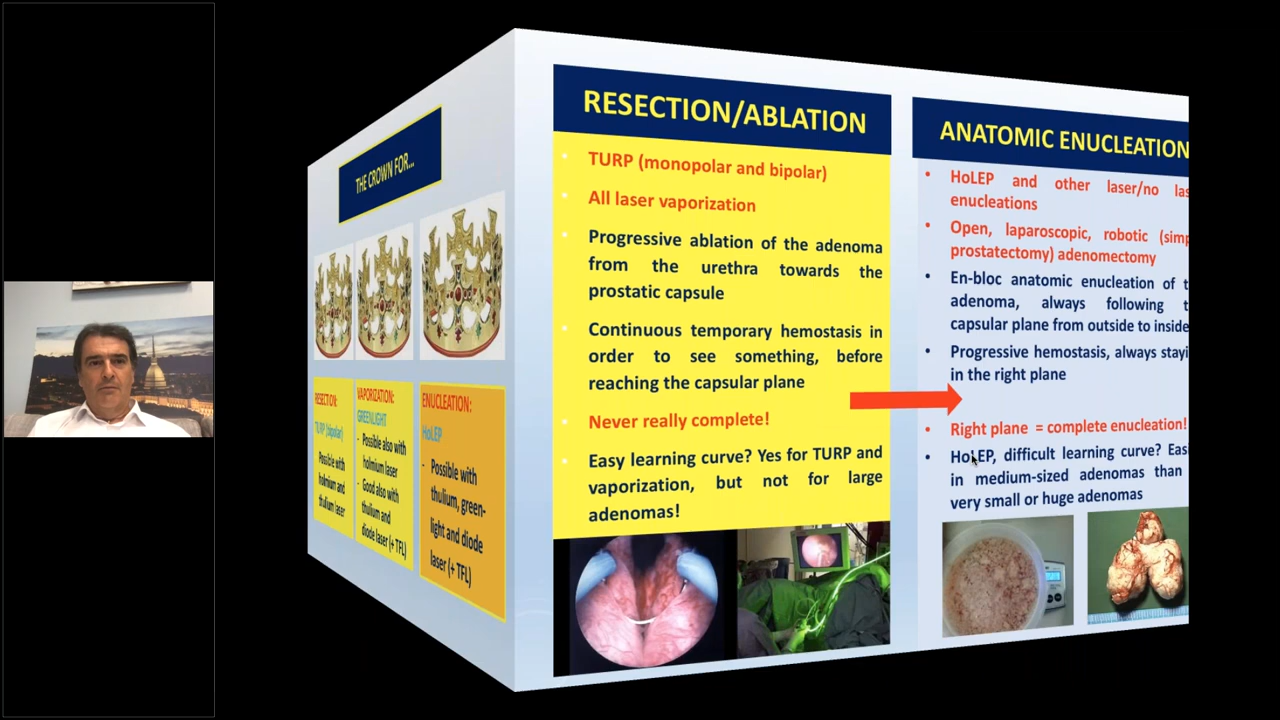 THE CROWN FOR...
RESECTION:
TURP (bipolar)
Possible with
holmium and
thulium laser
VAPORIZATION:
GREENLIGHT
- Possible also with
holmium laser
- Good also with
thulium and
diode laser (+ TFL)
ENUCLEATION:
HoLEP
- Possible with
thulium, green-
light and diode
laser (+ TFL)
RESECTION/ABLATION
• TURP (monopolar and bipolar)
• All laser vaporization
• Progressive ablation of the adenoma
from the urethra towards the
prostatic capsule
• Continuous temporary hemostasis in
order to see something, before
reaching the capsular plane
• Never really complete!
• Easy learning curve? Yes for TURP and
vaporization, but not for large
adenomas!
ANATOMIC ENUCLEATION
• HoLEP and other laser/no las
enucleations
• Open, laparoscopic, robotic (simp
prostatectomy) adenomectomy
• En-bloc anatomic enucleation of t
adenoma, always following t
capsular plane from outside to inside
• Progressive hemostasis, always stayi
in the right plane
• Right plane = complete enucleation!
• HoLEP, difficult learning curve? Easi
in medium-sized adenomas than
very small or huge adenomas